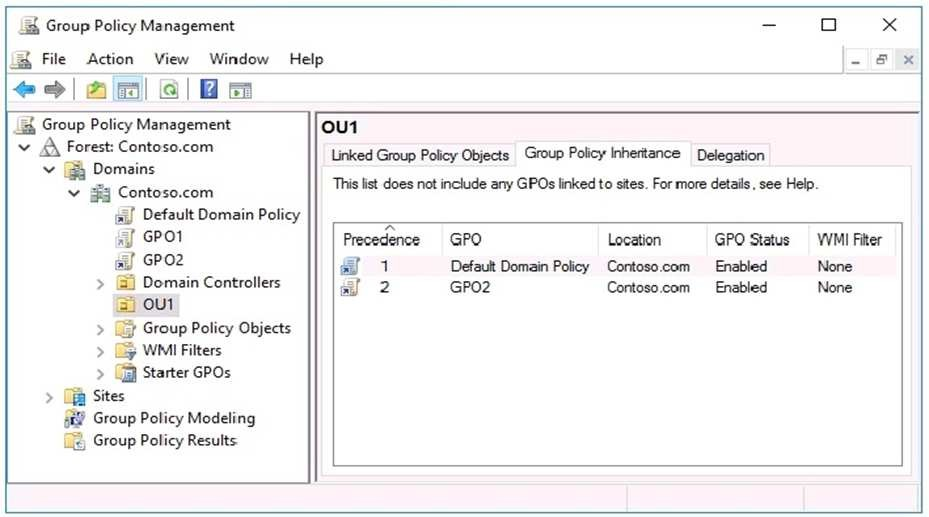 Group Policy Management
File Action View Window Help
Group Policy Management
Forest: Contoso.com
Domains
Contoso.com
Default Domain Policy
GPO1
GPO2
Domain Controllers
OU1
Group Policy Objects
WMI Filters
Starter GPOs
Sites
Group Policy Modeling
Group Policy Results
OU1
Linked Group Policy Objects Group Policy Inheritance Delegation
This list does not include any GPOs linked to sites. For more details, see Help.
Precedence GPO Location GPO Status WMI Filter
1 Default Domain Policy Contoso.com Enabled None
2 GPO2 Contoso.com Enabled None